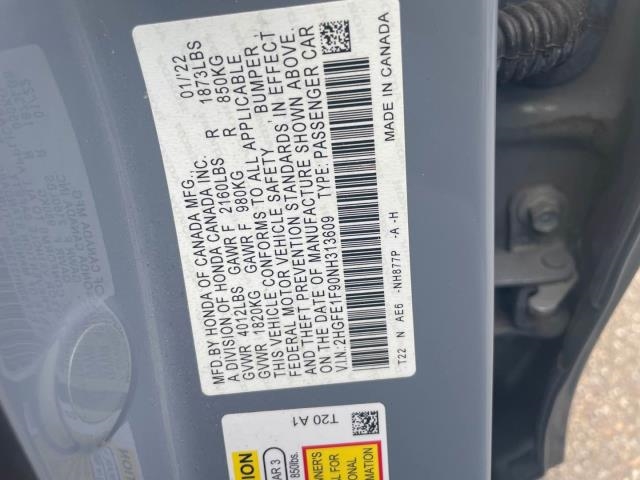 MFD.BY HONDA OF CANADA MFG.; 01/'22
A DIVISION OF HONDA CANADA INC.
GVWR 4012LBS GAWR F 2160LBS R 1873LBS
GVWR 1820KG GAWR F 980KG R 850KG
THIS VEHICLE CONFORMS TO ALL APPLICABLE
FEDERAL MOTOR VEHICLE SAFETY, BUMPER,
AND THEFT PREVENTION STANDARDS IN EFFECT
ON THE DATE OF MANUFACTURE SHOWN ABOVE.
V.I.N.:2HGFE1F90NH313609 TYPE: PASSENGER CAR
T22 N AE6 -NH877P -A -H MADE IN CANADA
T20 A1
AR 3
850lbs.